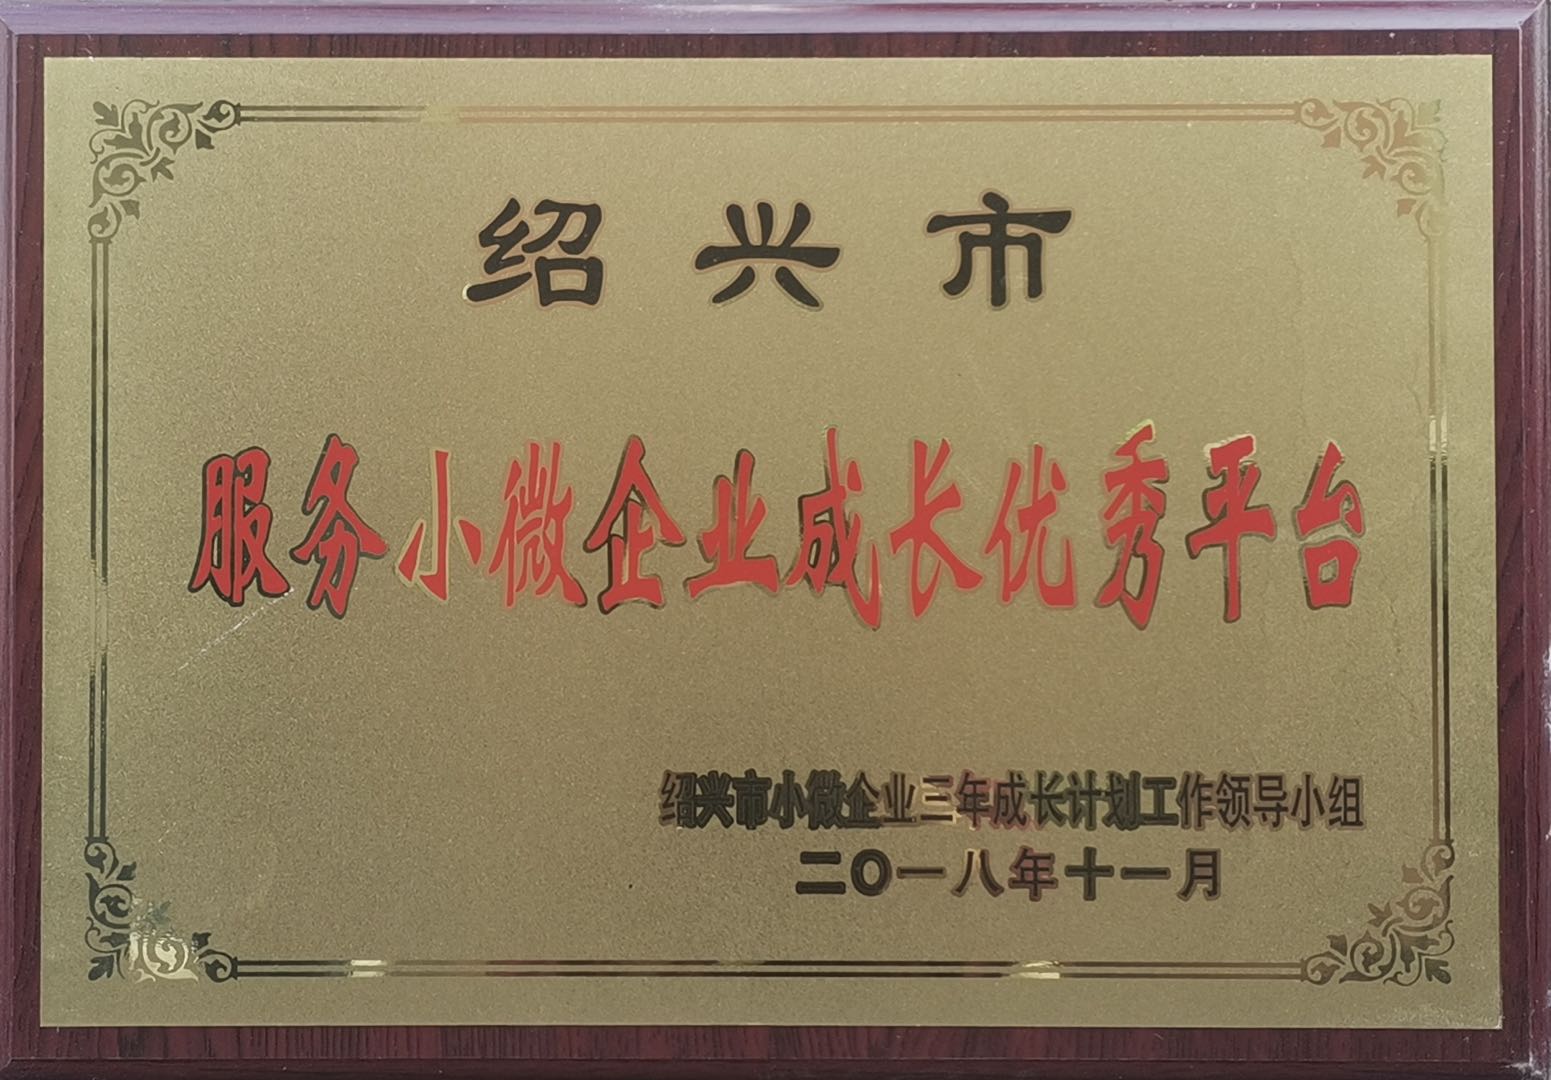 绍兴市
服务小微企业成长优秀平台
绍兴市小微企业三年成长计划工作领导小组
二〇一八年十一月